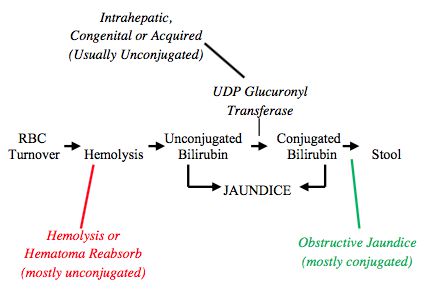 Intrahepatic,
Congenital or Acquired
(Usually Unconjugated)
UDP Glucuronyl
Transferase
RBC
Turnover
Hemolysis
Unconjugated
Bilirubin
Conjugated
Bilirubin
Stool
JAUNDICE
Hemolysis or
Hematoma Reabsorb
(mostly unconjugated)
Obstructive Jaundice
(mostly conjugated)